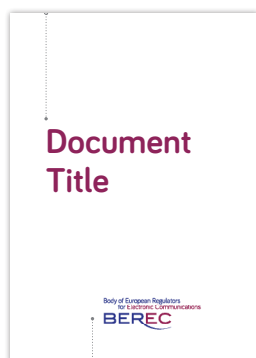 Document
Title
Body of European Regulators
for Electronic Communications
BEREC